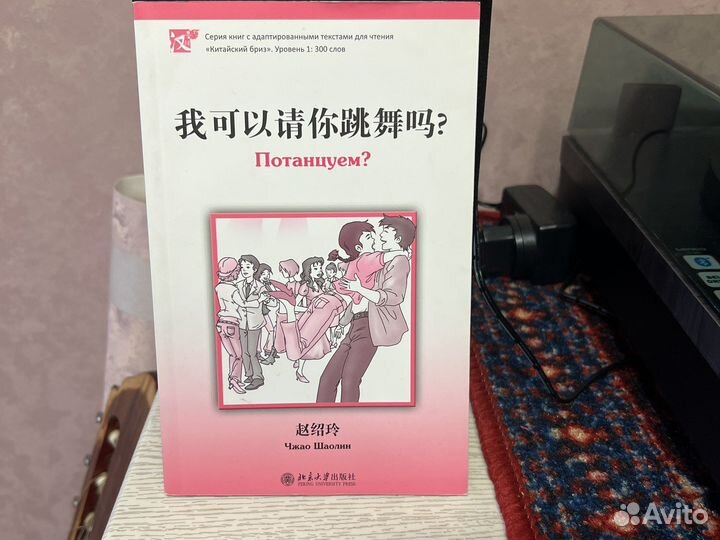 汉
Серия книг с адаптированными текстами для чтения
«Китайский бриз». Уровень 1: 300 слов
我可以请你跳舞吗?
Потанцуем?
赵绍玲
Чжао Шаолин
北京大学出版社
PEKING UNIVERSITY PRESS
Avito